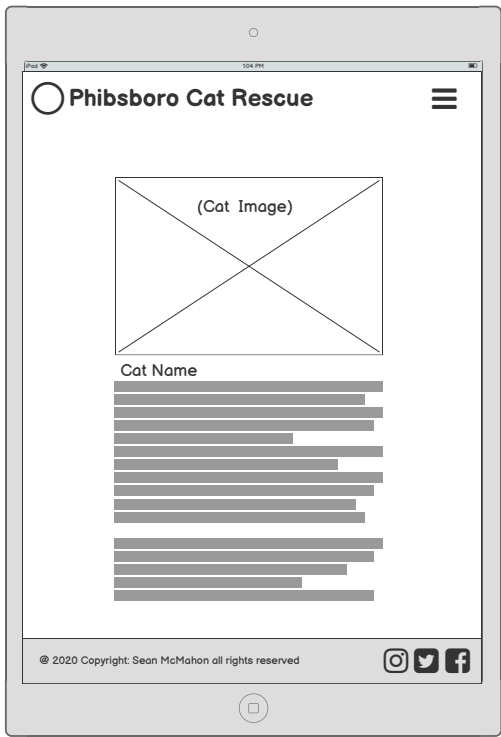 iPad 1:04 PM
Phibsboro Cat Rescue
(Cat Image)
Cat Name
@ 2020 Copyright: Sean McMahon all rights reserved